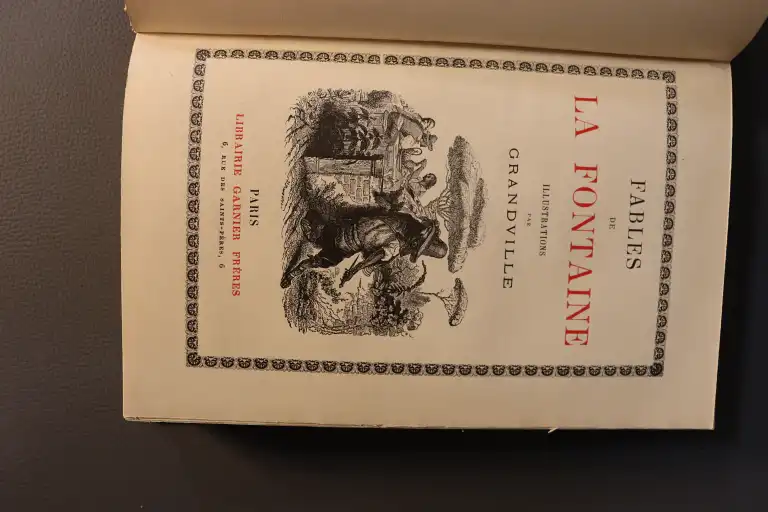 FABLES
DE
LA FONTAINE
ILLUSTRATIONS
PAR
GRANDVILLE
PARIS
LIBRAIRIE GARNIER FRÈRES
6, RUE DES SAINTS-PÈRES, 6